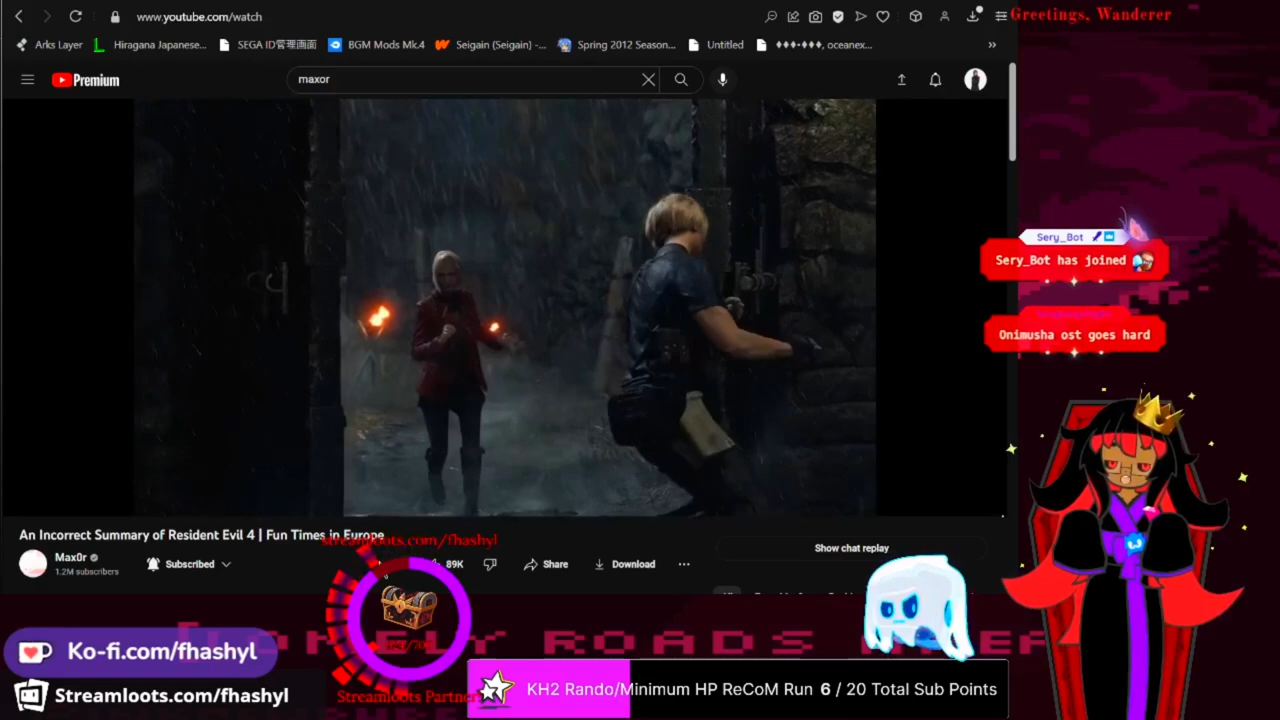 www.youtube.com/watch
Greetings, Wanderer
Arks Layer
Hiragana Japanese...
SEGA ID管理画面
BGM Mods Mk.4
Seigain (Seigain) -...
Spring 2012 Season...
Untitled
♦♦♦•♦♦♦, oceanex...
Premium
maxor
Sery_Bot
Sery_Bot has joined
Onimusha ost goes hard
An Incorrect Summary of Resident Evil 4 | Fun Times in Europe
streamloots.com/fhashyl
Show chat replay
Max0r
1.2M subscribers
Subscribed
89K
Share
Download
Ko-fi.com/fhashyl
Streamloots.com/fhashyl
Streamloots Partner
KH2 Rando/Minimum HP ReCoM Run 6 / 20 Total Sub Points